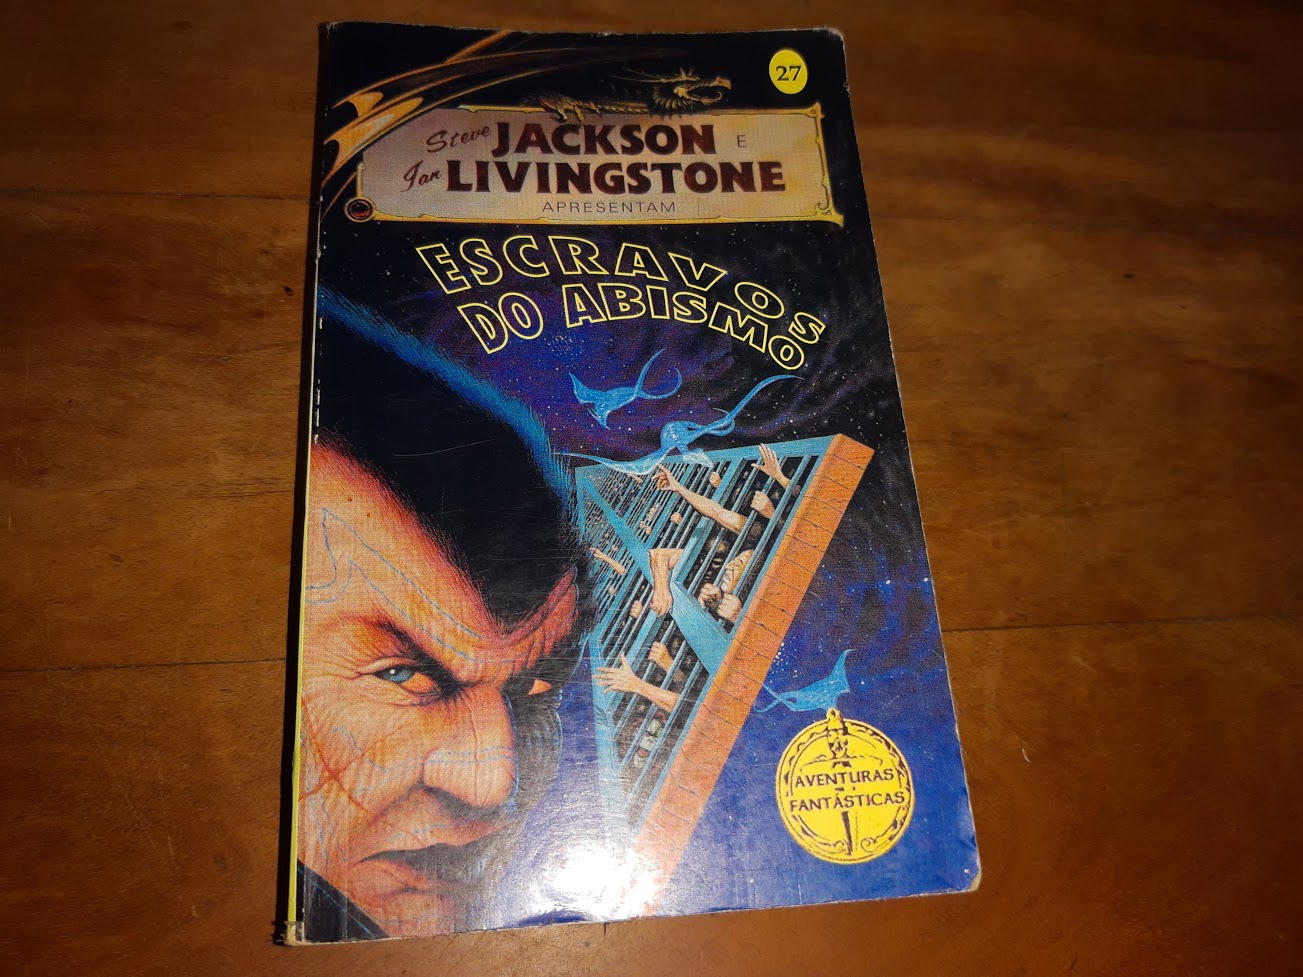 27
Steve JACKSON E
Ian LIVINGSTONE
APRESENTAM
ESCRAVOS
DO ABISMO
AVENTURAS
FANTÁSTICAS